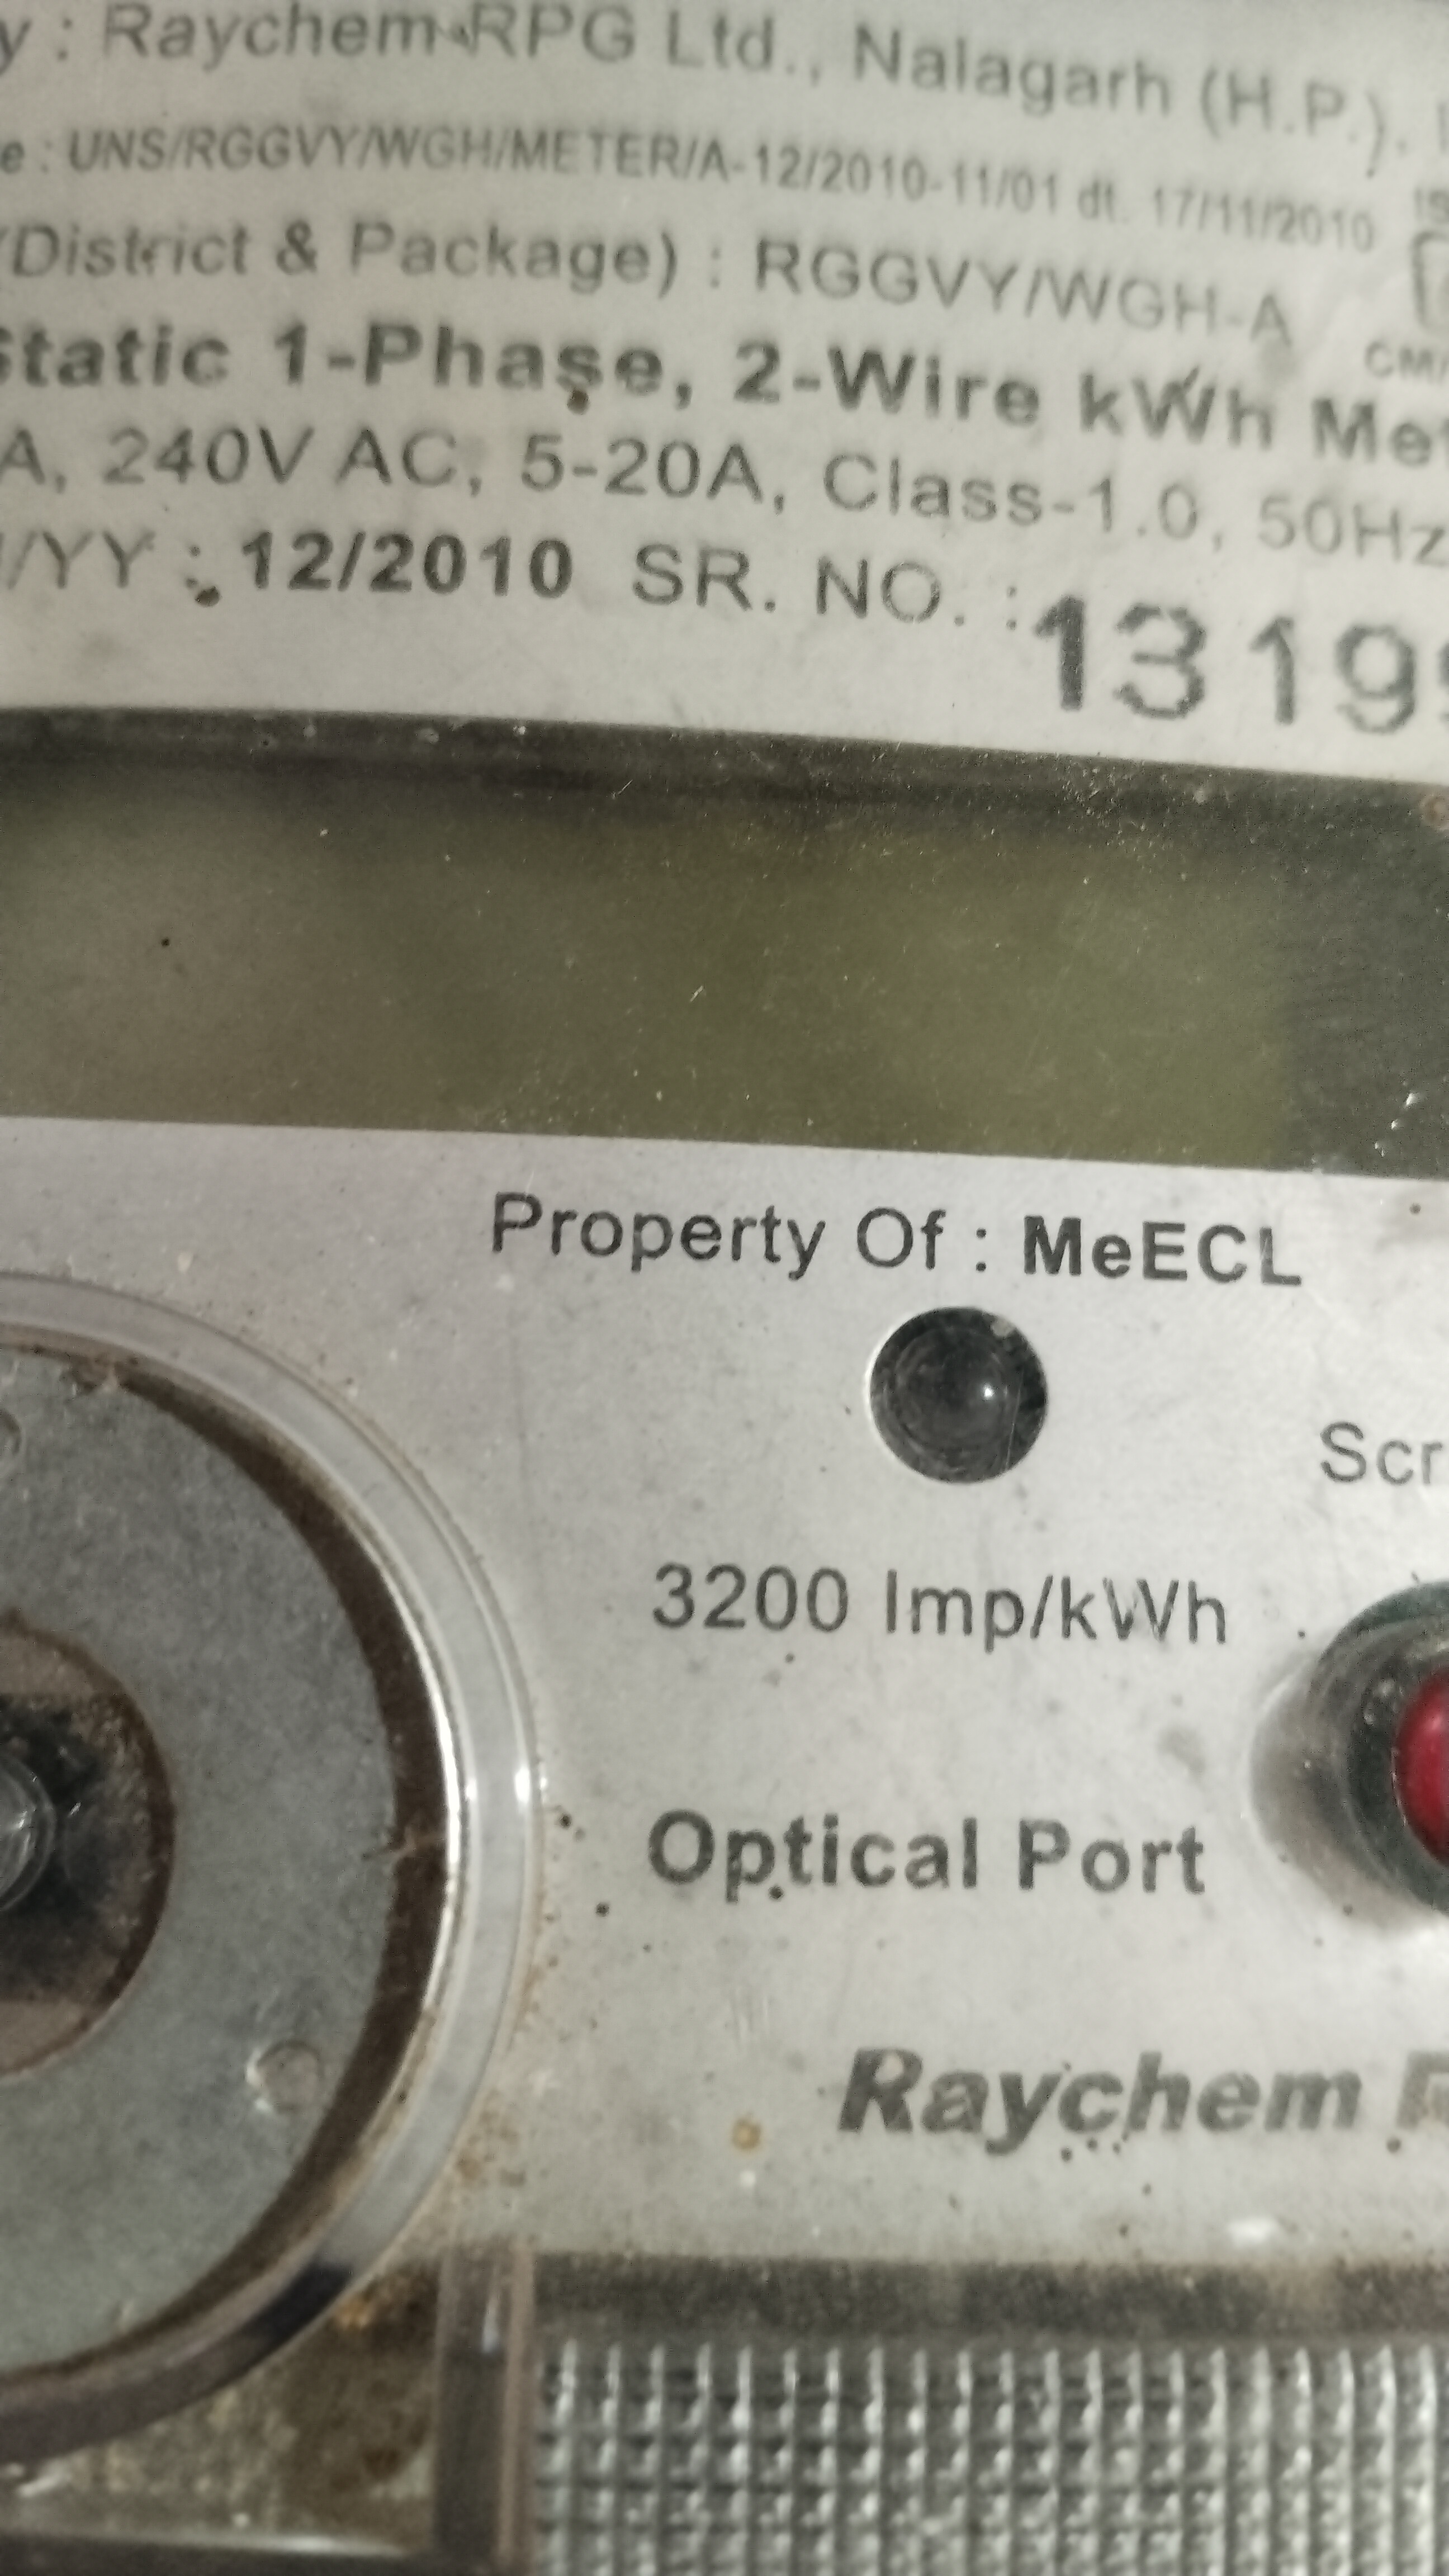 y : Raychem RPG Ltd., Nalagarh (H.P.),
e : UNS/RGGVY/WGH/METER/A-12/2010-11/01 dt. 17/11/2010
(District & Package) : RGGVY/WGH-A
CM/
Static 1-Phase, 2-Wire kWh Me
A, 240V AC, 5-20A, Class-1.0, 50Hz
/YY : 12/2010 SR. NO. : 1319
Property Of : MeECL
Scr
3200 Imp/kWh
Optical Port
Raychem